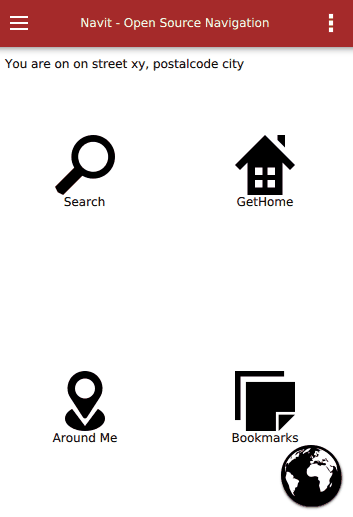 Navit - Open Source Navigation
You are on on street xy, postalcode city
Search
GetHome
Around Me
Bookmarks